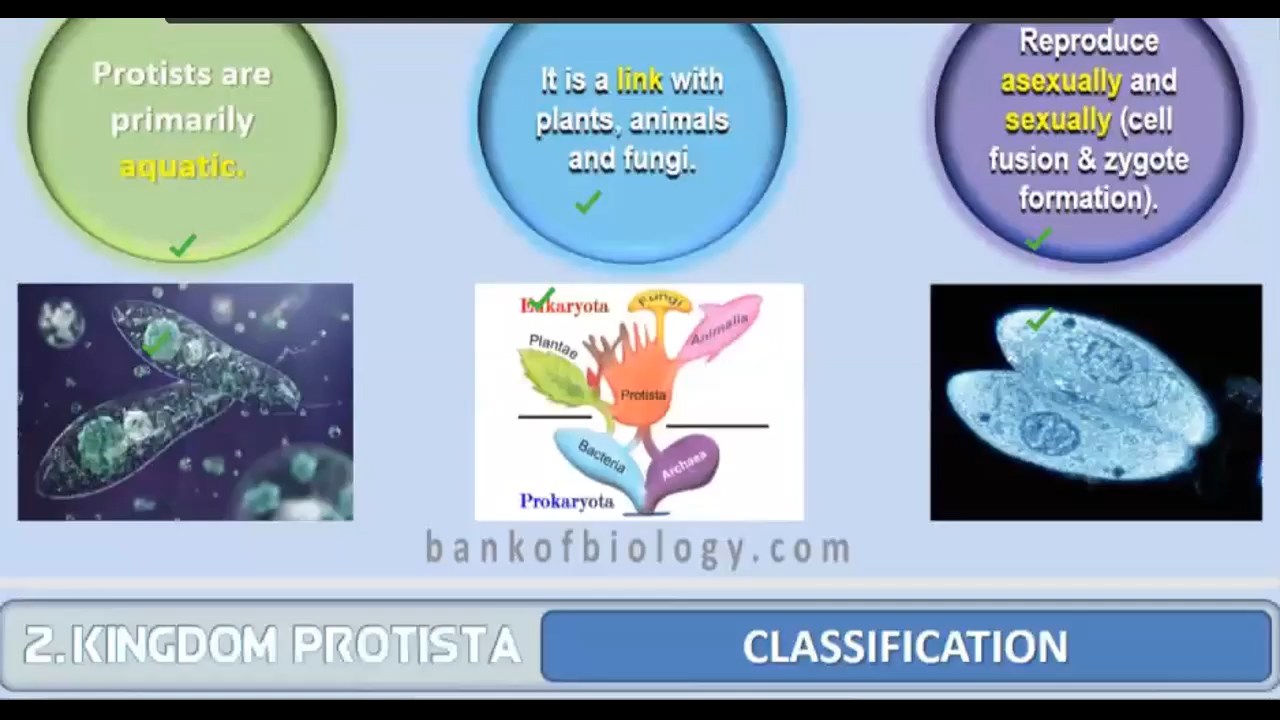 Protists are
primarily
aquatic.
It is a link with
plants, animals
and fungi.
Reproduce
asexually and
sexually (cell
fusion & zygote
formation).
Eukaryota
Fungi
Animalia
Plantae
Protista
Bacteria
Archaea
Prokaryota
bankofbiology.com
2.KINGDOM PROTISTA
CLASSIFICATION